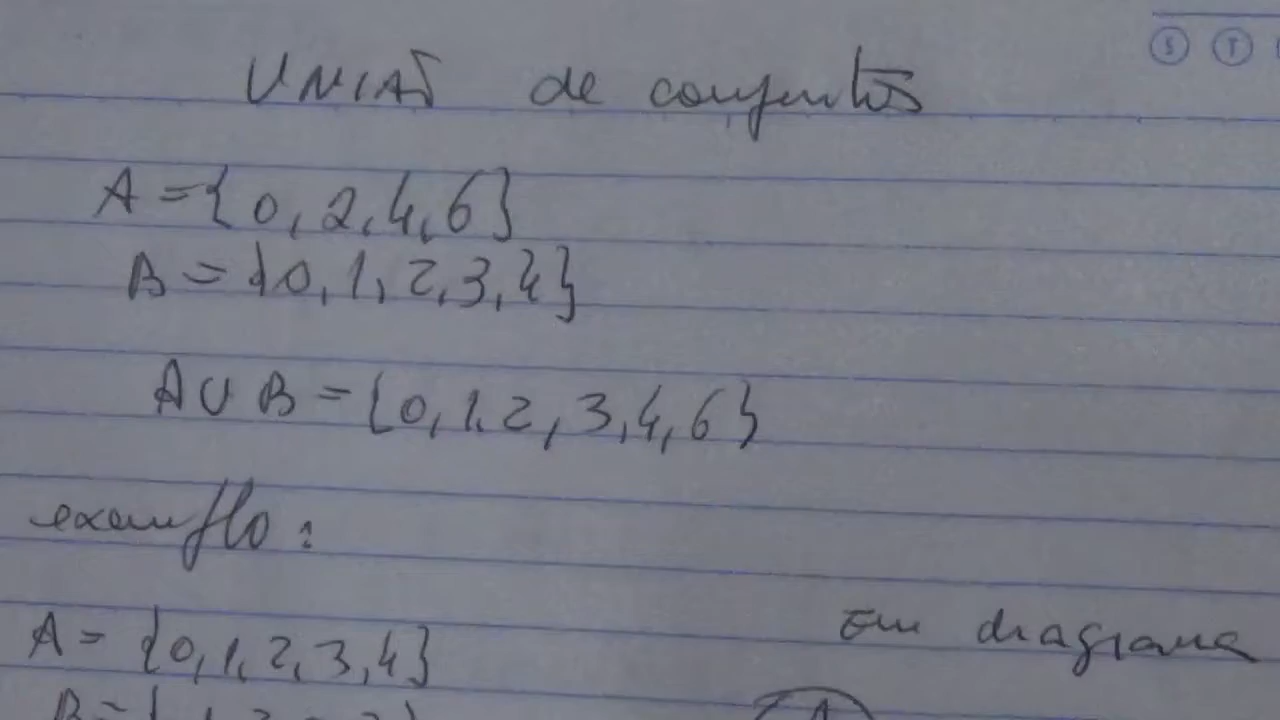 S T
UNIÃO de conjuntos
A = {0, 2, 4, 6}
B = {0, 1, 2, 3, 4}
A ∪ B = {0, 1, 2, 3, 4, 6}
exemplo:
A = {0, 1, 2, 3, 4}
Em diagrama
B = {
A